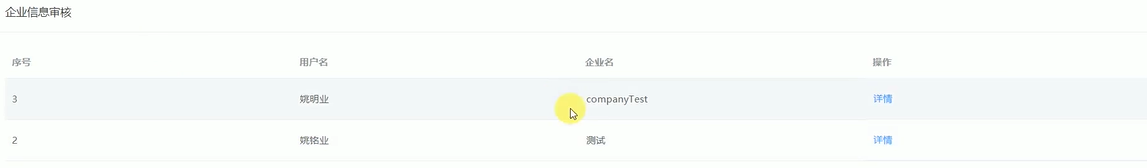 企业信息审核
序号 用户名 企业名 操作
3 姚明业 companyTest 详情
2 姚铭业 测试 详情